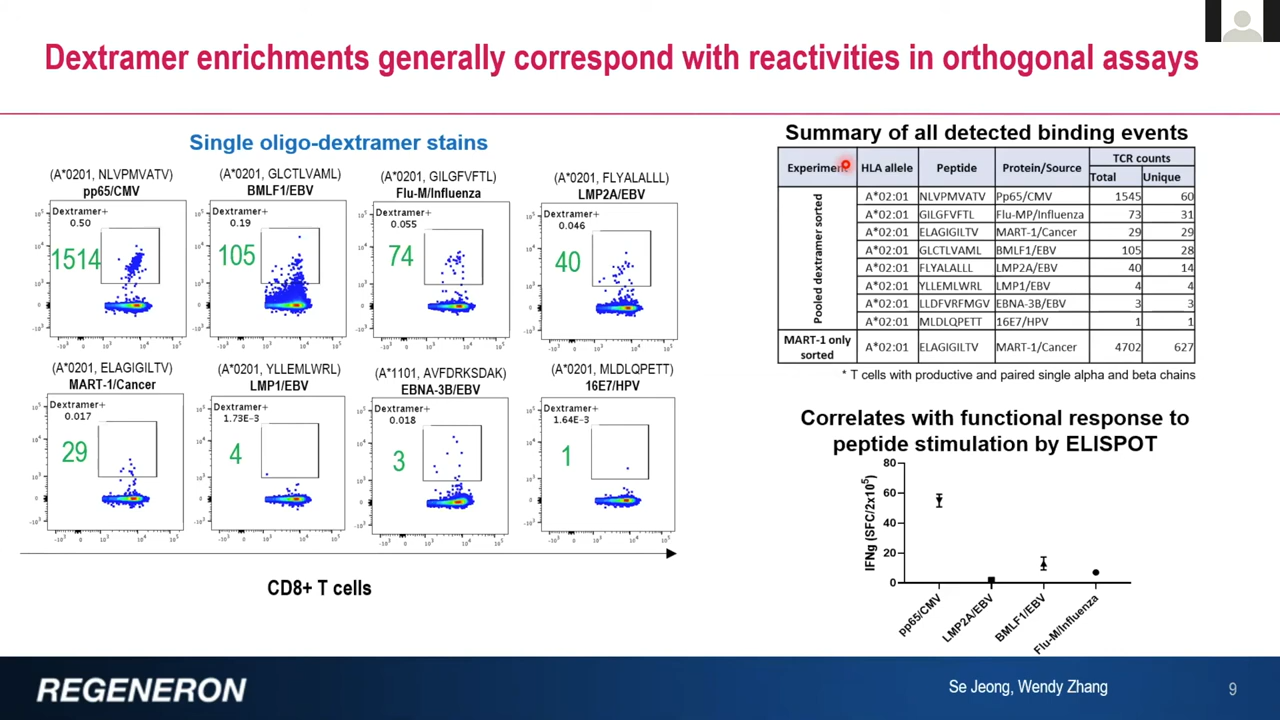 Dextramer enrichments generally correspond with reactivities in orthogonal assays
Single oligo-dextramer stains
(A*0201, NLVPMVATV)
pp65/CMV
Dextramer+
0.50
1514
(A*0201, GLCTLVAML)
BMLF1/EBV
Dextramer+
0.19
105
(A*0201, GILGFVFTL)
Flu-M/Influenza
Dextramer+
0.055
74
(A*0201, FLYALALLL)
LMP2A/EBV
Dextramer+
0.046
40
(A*0201, ELAGIGILTV)
MART-1/Cancer
Dextramer+
0.017
29
(A*0201, YLLEMLWRL)
LMP1/EBV
Dextramer+
1.73E-3
4
(A*1101, AVFDRKSDAK)
EBNA-3B/EBV
Dextramer+
0.018
3
(A*0201, MLDLQPETT)
16E7/HPV
Dextramer+
1.64E-3
1
CD8+ T cells
Summary of all detected binding events
Experiment HLA allele Peptide Protein/Source TCR counts
Total Unique
Pooled dextramer sorted
A*02:01 NLVPMVATV Pp65/CMV 1545 60
A*02:01 GILGFVFTL Flu-MP/Influenza 73 31
A*02:01 ELAGIGILTV MART-1/Cancer 29 29
A*02:01 GLCTLVAML BMLF1/EBV 105 28
A*02:01 FLYALALLL LMP2A/EBV 40 14
A*02:01 YLLEMLWRL LMP1/EBV 4 4
A*02:01 LLDFVRFMGV EBNA-3B/EBV 3 3
A*02:01 MLDLQPETT 16E7/HPV 1 1
MART-1 only sorted A*02:01 ELAGIGILTV MART-1/Cancer 4702 627
* T cells with productive and paired single alpha and beta chains
Correlates with functional response to
peptide stimulation by ELISPOT
IFNg (SFC/2x10⁵)
80
60
40
20
0
pp65/CMV
LMP2A/EBV
BMLF1/EBV
Flu-M/Influenza
REGENERON
Se Jeong, Wendy Zhang
9